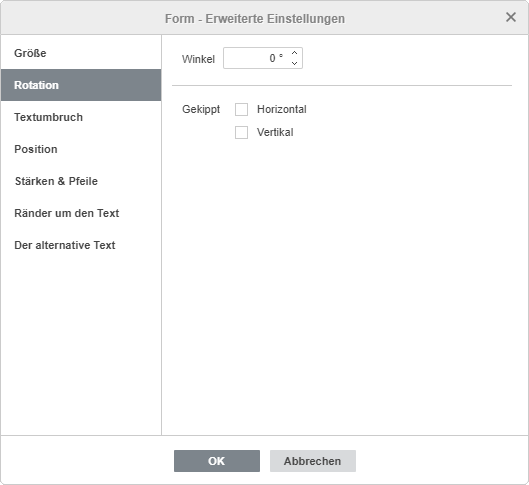 Form - Erweiterte Einstellungen
Größe
Rotation
Textumbruch
Position
Stärken & Pfeile
Ränder um den Text
Der alternative Text
Winkel 0 °
Gekippt Horizontal
Vertikal
OK Abbrechen